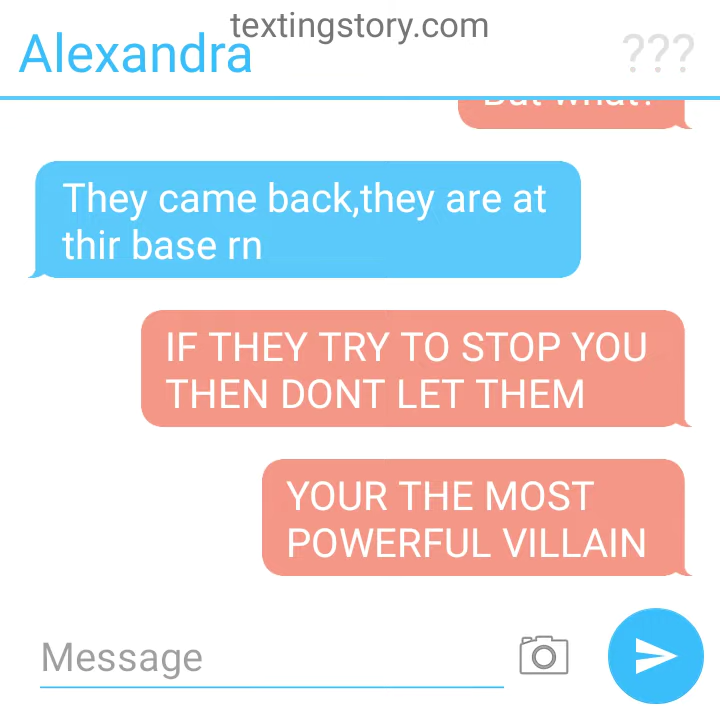 textingstory.com
Alexandra
???
They came back,they are at
thir base rn
IF THEY TRY TO STOP YOU
THEN DONT LET THEM
YOUR THE MOST
POWERFUL VILLAIN
Message